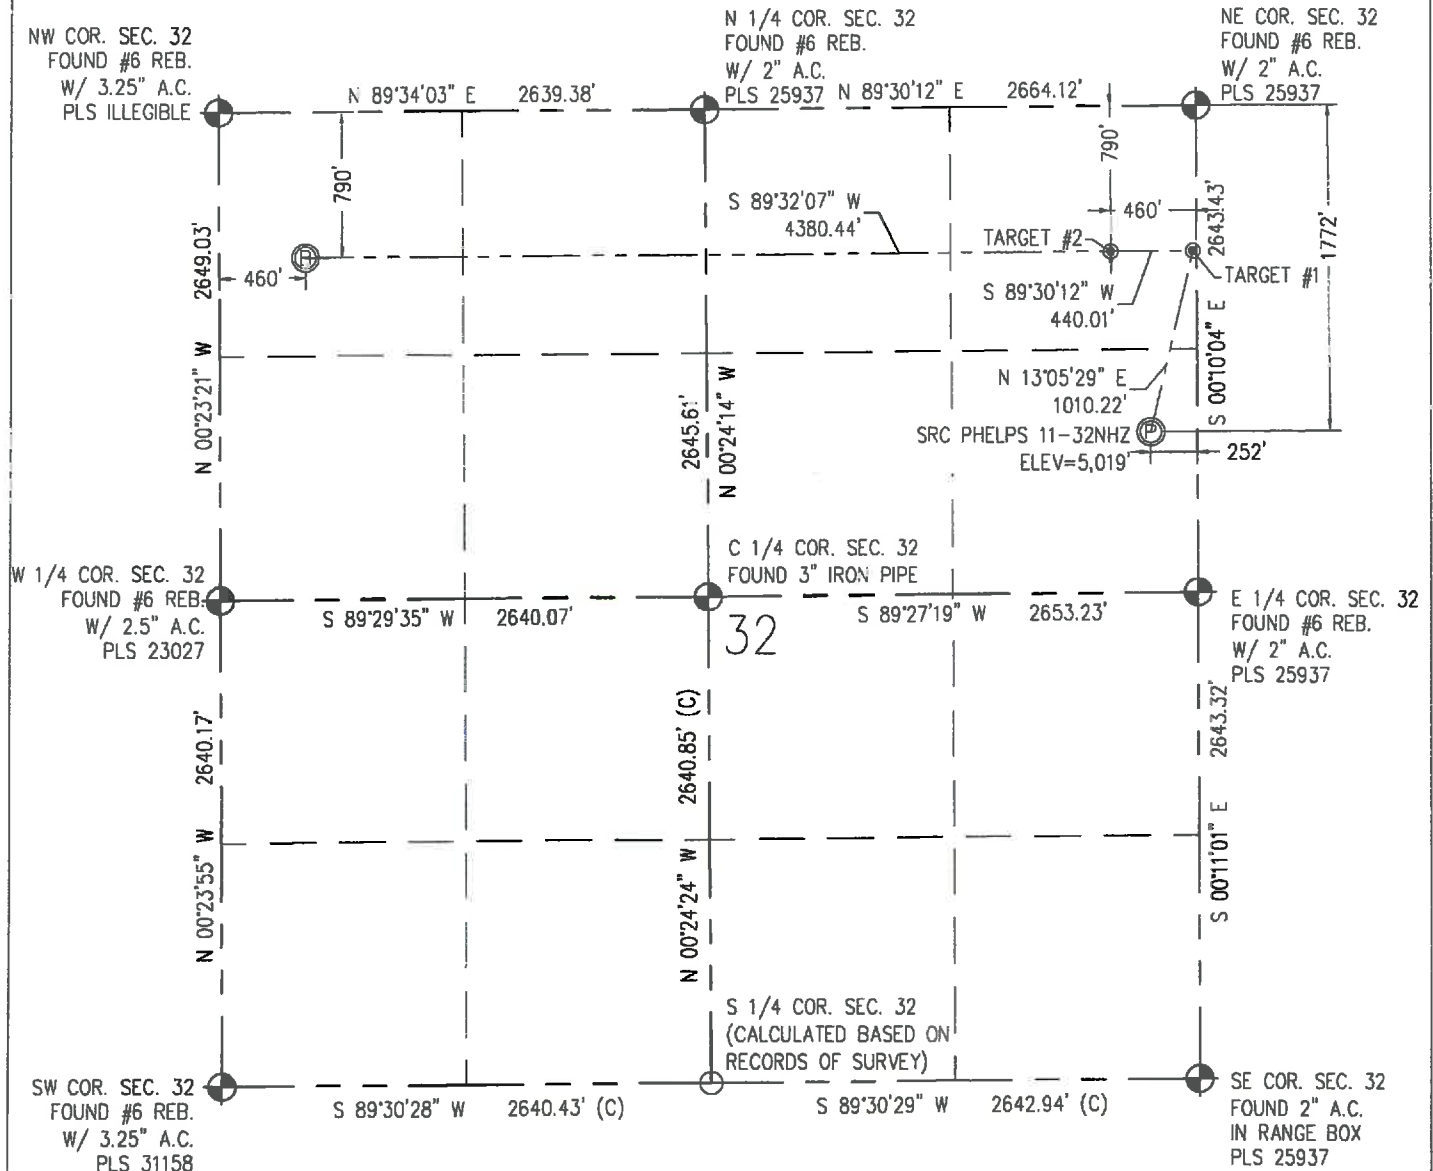 NW COR. SEC. 32
FOUND #6 REB.
W/ 3.25" A.C.
PLS ILLEGIBLE
N 1/4 COR. SEC. 32
FOUND #6 REB.
W/ 2" A.C.
PLS 25937
NE COR. SEC. 32
FOUND #6 REB.
W/ 2" A.C.
PLS 25937
N 89°34'03" E 2639.38'
N 89°30'12" E 2664.12'
790'
790'
460'
460'
2649.03'
N 00°23'21" W
S 89°32'07" W
4380.44'
TARGET #2
TARGET #1
S 89°30'12" W
440.01'
2643.43'
S 00°10'04" E
1772'
N 13°05'29" E
1010.22'
SRC PHELPS 11-32NHZ
ELEV=5,019'
P
252'
2645.61'
N 00°24'14" W
W 1/4 COR. SEC. 32
FOUND #6 REB.
W/ 2.5" A.C.
PLS 23027
C 1/4 COR. SEC. 32
FOUND 3" IRON PIPE
32
E 1/4 COR. SEC. 32
FOUND #6 REB.
W/ 2" A.C.
PLS 25937
S 89°29'35" W 2640.07'
S 89°27'19" W 2653.23'
2640.17'
N 00°23'55" W
2640.85' (C)
N 00°24'24" W
2643.32'
S 00°11'01" E
S 1/4 COR. SEC. 32
(CALCULATED BASED ON
RECORDS OF SURVEY)
SW COR. SEC. 32
FOUND #6 REB.
W/ 3.25" A.C.
PLS 31158
S 89°30'28" W 2640.43' (C)
S 89°30'29" W 2642.94' (C)
SE COR. SEC. 32
FOUND 2" A.C.
IN RANGE BOX
PLS 25937